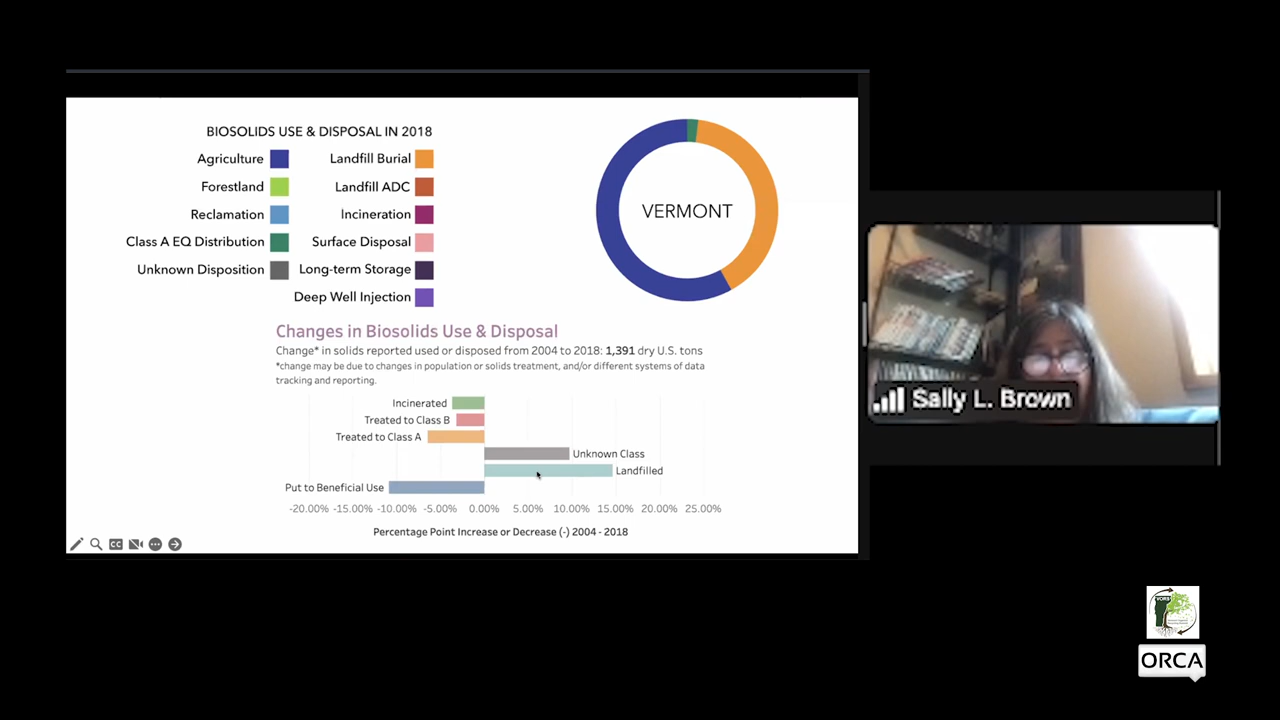 BIOSOLIDS USE & DISPOSAL IN 2018
Agriculture
Landfill Burial
Forestland
Landfill ADC
Reclamation
Incineration
Class A EQ Distribution
Surface Disposal
Unknown Disposition
Long-term Storage
Deep Well Injection
VERMONT
Changes in Biosolids Use & Disposal
Change* in solids reported used or disposed from 2004 to 2018: 1,391 dry U.S. tons
*change may be due to changes in population or solids treatment, and/or different systems of data
tracking and reporting.
Incinerated
Treated to Class B
Treated to Class A
Unknown Class
Landfilled
Put to Beneficial Use
-20.00% -15.00% -10.00% -5.00% 0.00% 5.00% 10.00% 15.00% 20.00% 25.00%
Percentage Point Increase or Decrease (-) 2004 - 2018
CC
Sally L. Brown
ORCA